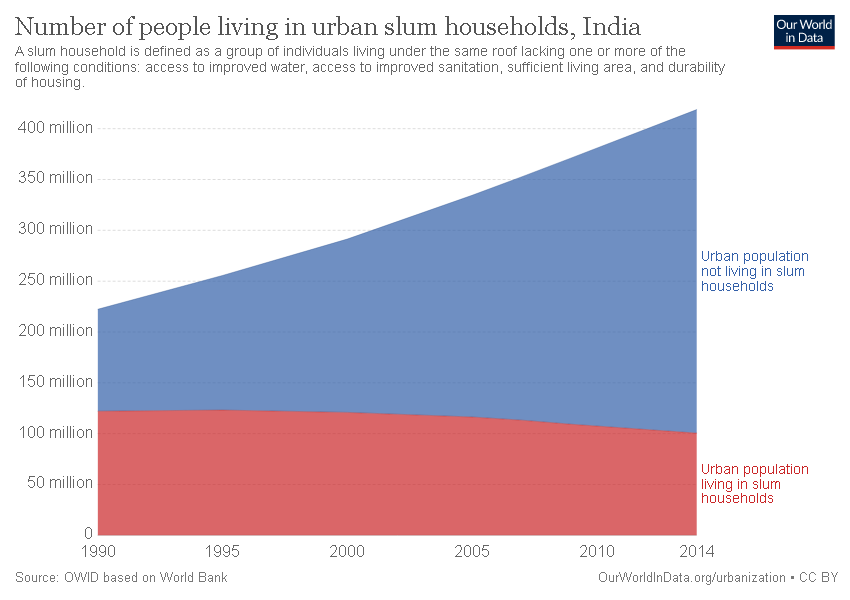 Number of people living in urban slum households, India
Our World
in Data
A slum household is defined as a group of individuals living under the same roof lacking one or more of the
following conditions: access to improved water, access to improved sanitation, sufficient living area, and durability
of housing.
400 million
350 million
300 million
250 million
200 million
150 million
100 million
50 million
0
Urban population
not living in slum
households
Urban population
living in slum
households
1990
1995
2000
2005
2010
2014
Source: OWID based on World Bank
OurWorldInData.org/urbanization • CC BY